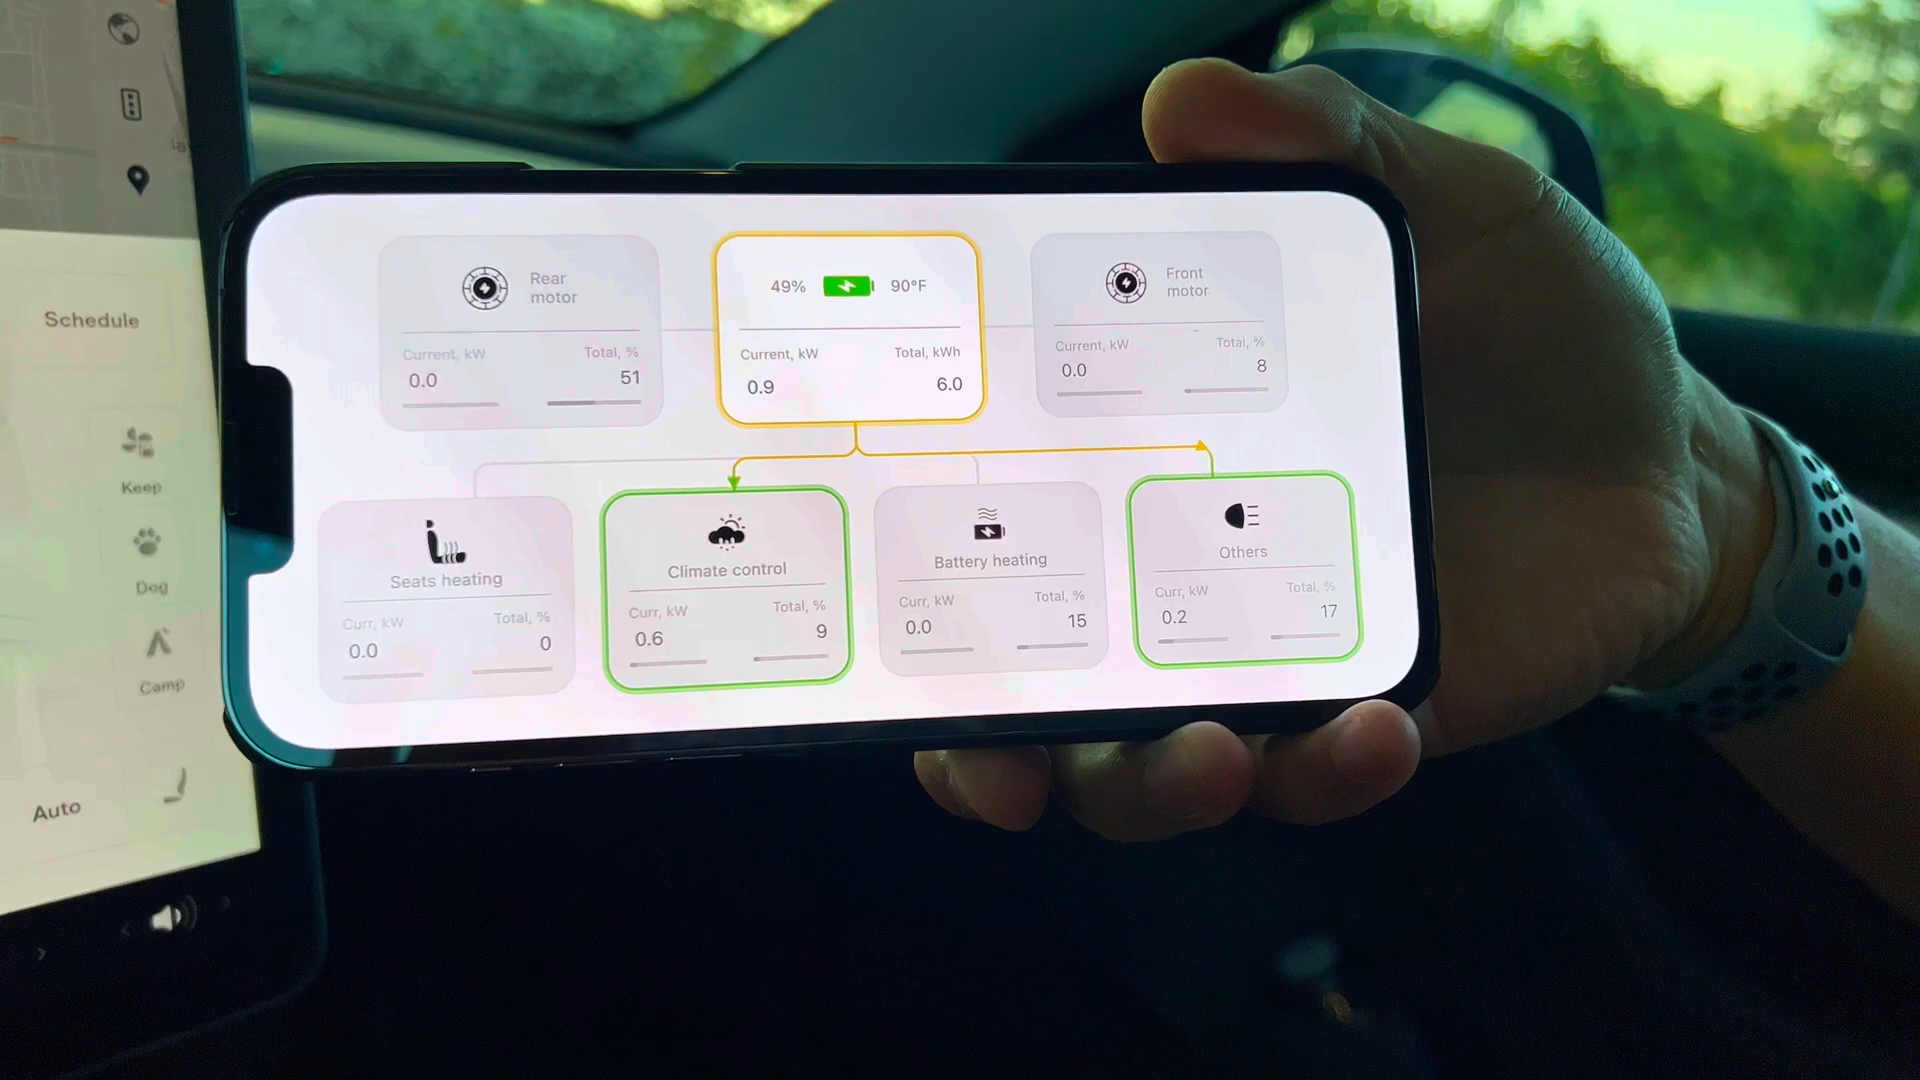 Schedule
Keep
Dog
Camp
Auto
Rear
motor
Current, kW
Total, %
0.0
51
49%
90°F
Current, kW
Total, kWh
0.9
6.0
Front
motor
Current, kW
Total, %
0.0
8
Seats heating
Curr, kW
Total, %
0.0
0
Climate control
Curr, kW
Total, %
0.6
9
Battery heating
Curr, kW
Total, %
0.0
15
Others
Curr, kW
Total, %
0.2
17